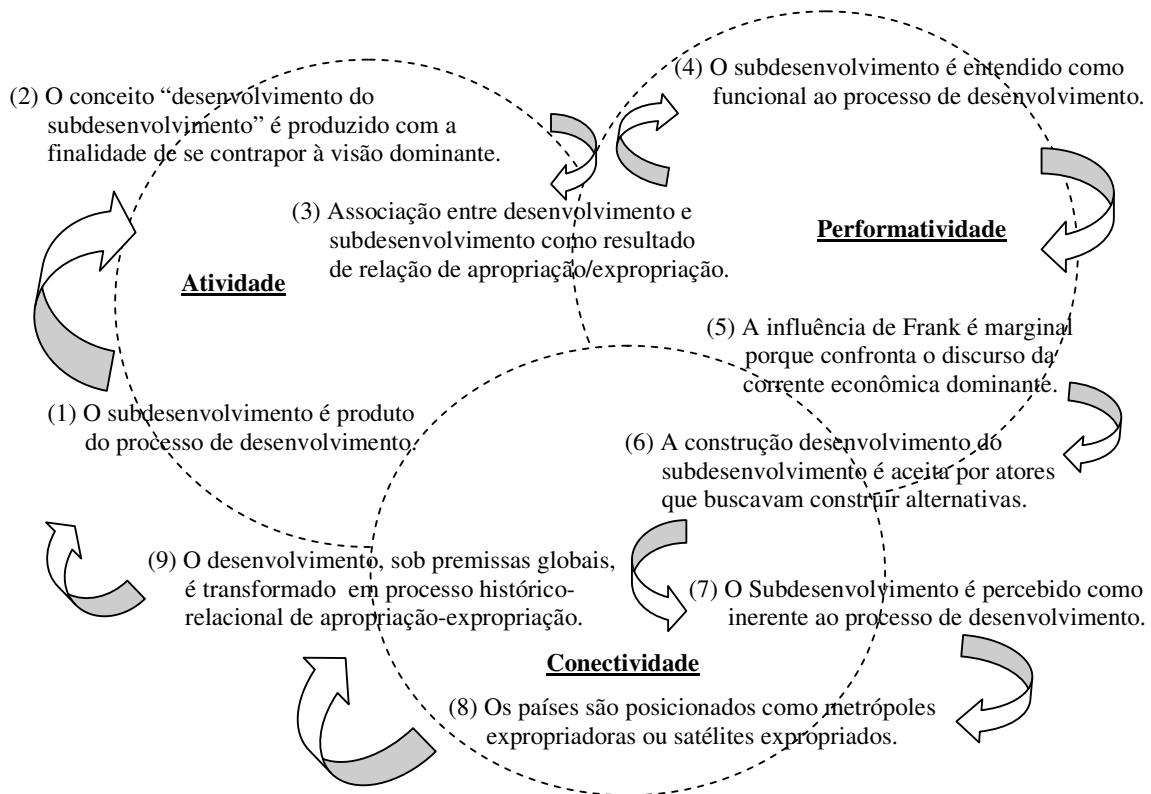 (2) O conceito “desenvolvimento do
subdesenvolvimento” é produzido com a
finalidade de se contrapor à visão dominante.
(4) O subdesenvolvimento é entendido como
funcional ao processo de desenvolvimento.
(3) Associação entre desenvolvimento e
subdesenvolvimento como resultado
de relação de apropriação/expropriação.
Performatividade
Atividade
(5) A influência de Frank é marginal
porque confronta o discurso da
corrente econômica dominante.
(1) O subdesenvolvimento é produto
do processo de desenvolvimento.
(6) A construção desenvolvimento do
subdesenvolvimento é aceita por atores
que buscavam construir alternativas.
(9) O desenvolvimento, sob premissas globais,
é transformado em processo histórico-
relacional de apropriação-expropriação.
(7) O Subdesenvolvimento é percebido como
inerente ao processo de desenvolvimento.
Conectividade
(8) Os países são posicionados como metrópoles
expropriadoras ou satélites expropriados.